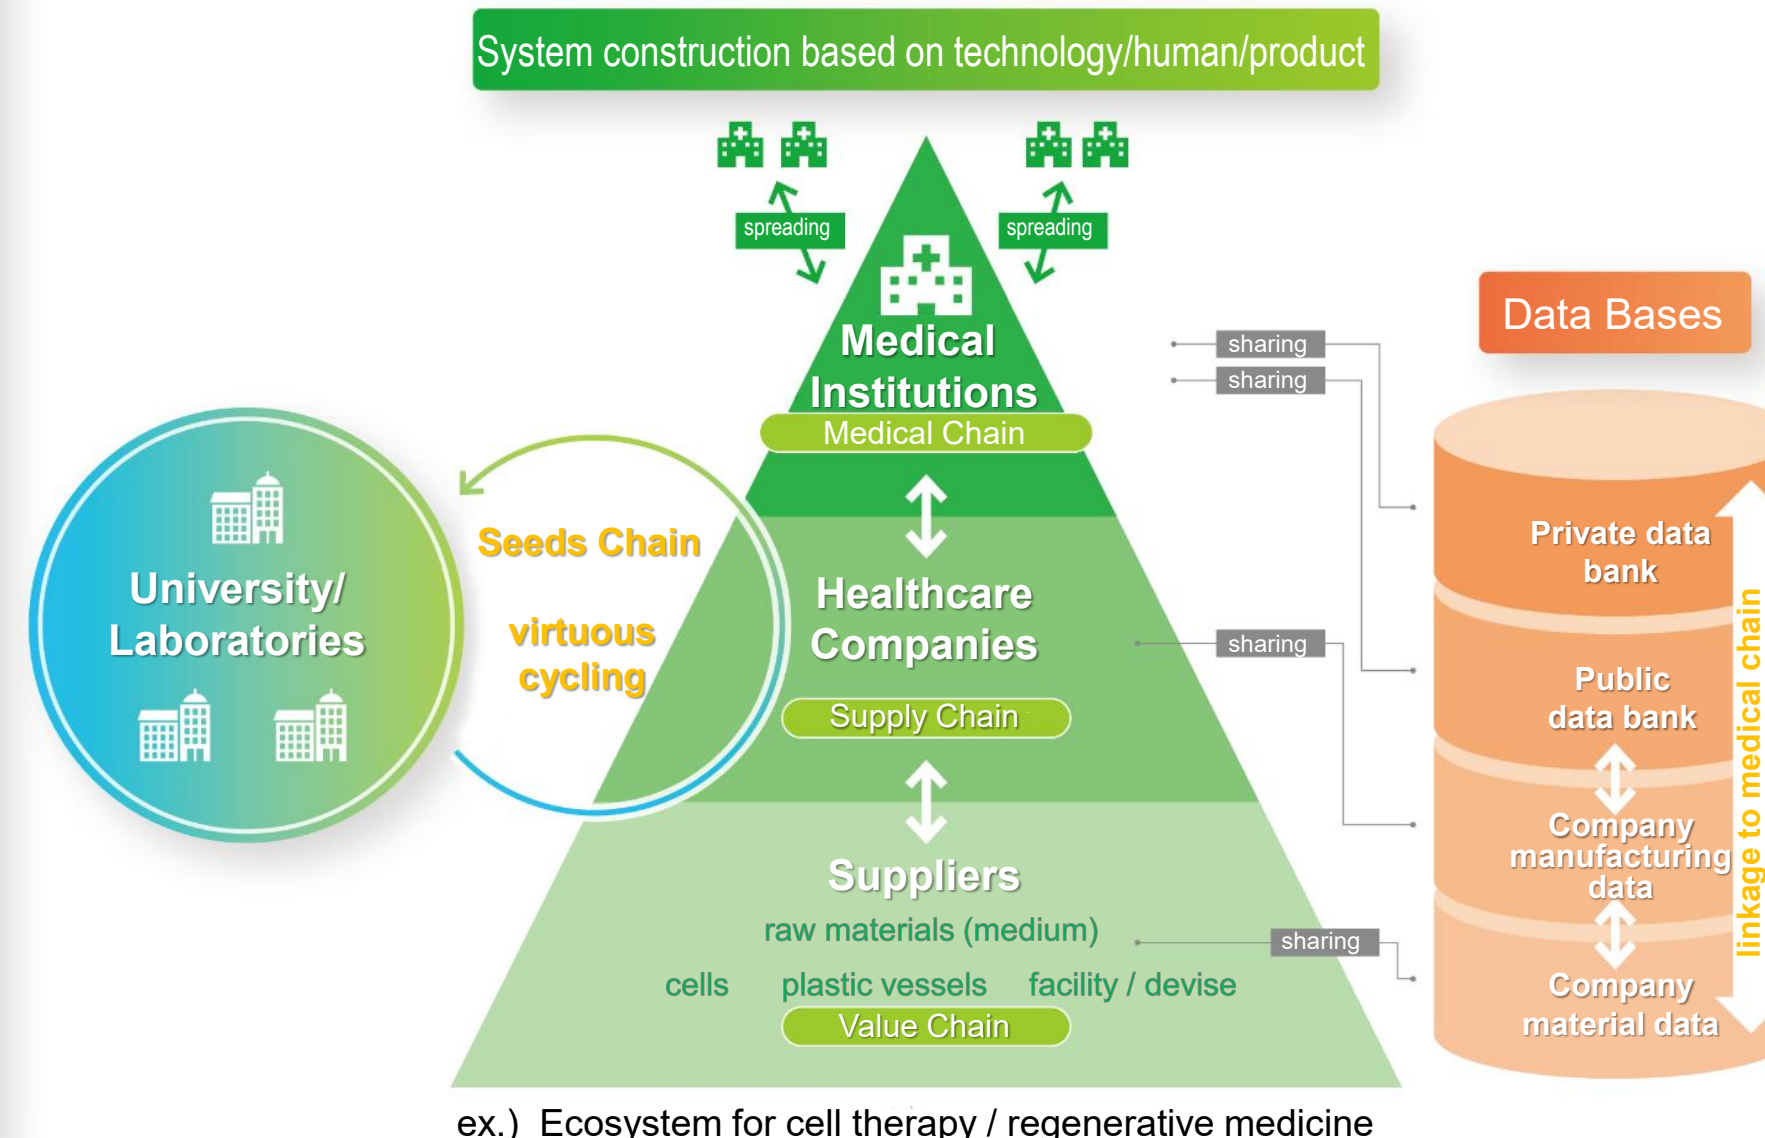 System construction based on technology/human/product
spreading
spreading
Medical
Institutions
Medical Chain
sharing
sharing
Data Bases
University/
Laboratories
Seeds Chain
virtuous
cycling
Healthcare
Companies
Supply Chain
sharing
Suppliers
raw materials (medium)
cells plastic vessels facility / devise
Value Chain
sharing
Private data
bank
Public
data bank
Company
manufacturing
data
Company
material data
linkage to medical chain
ex.) Ecosystem for cell therapy / regenerative medicine